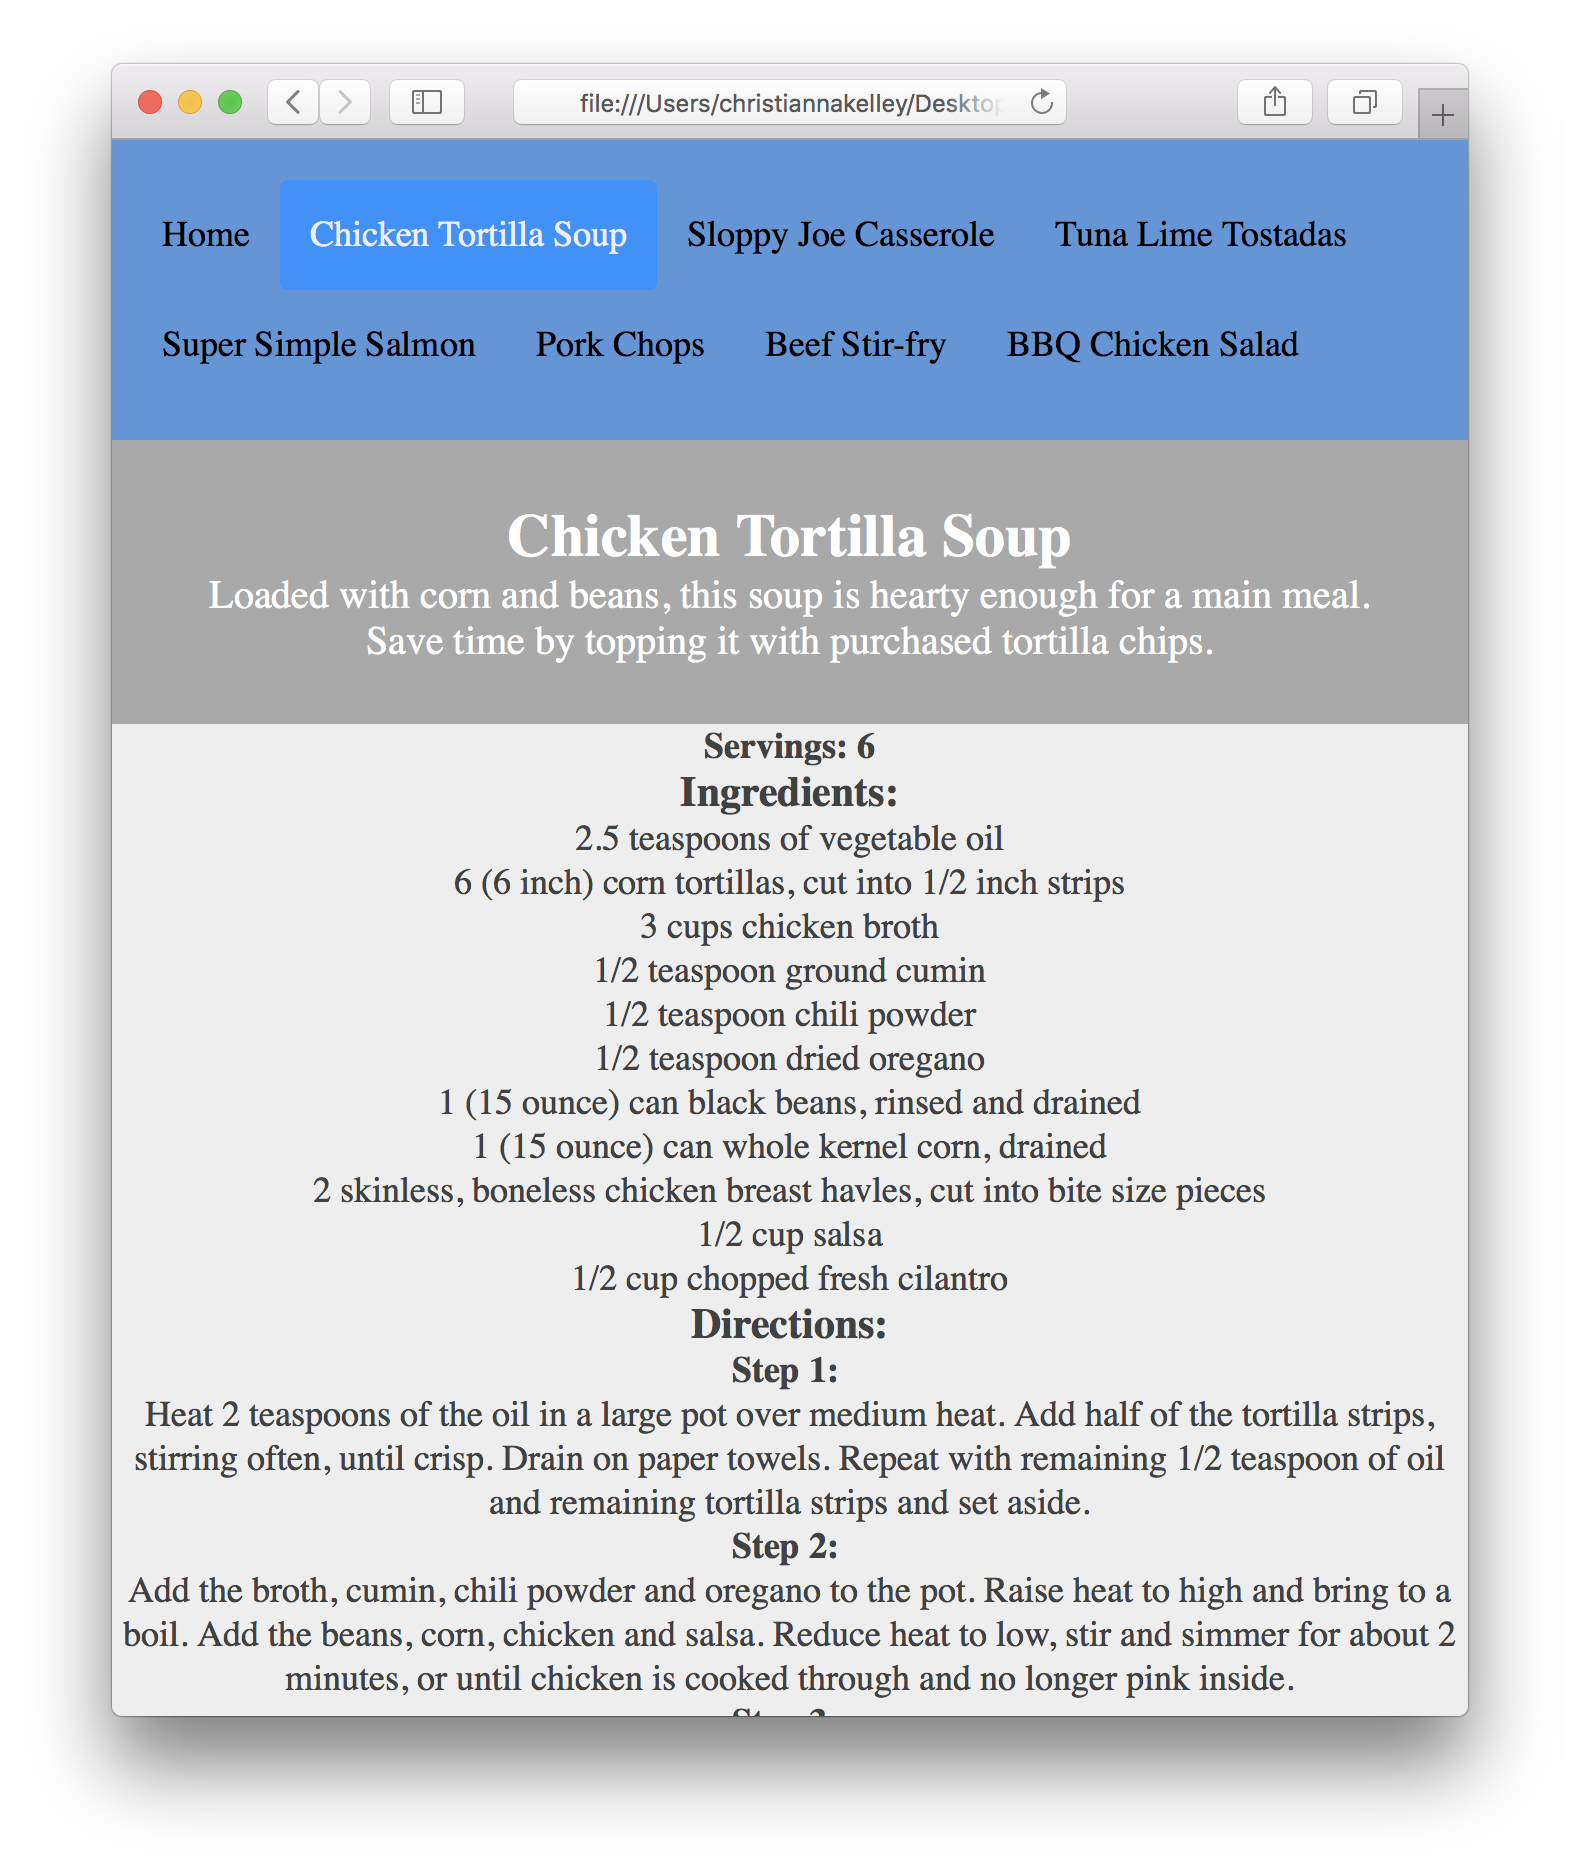 file:///Users/christiannakelley/Desktop
Home Chicken Tortilla Soup Sloppy Joe Casserole Tuna Lime Tostadas
Super Simple Salmon Pork Chops Beef Stir-fry BBQ Chicken Salad
Chicken Tortilla Soup
Loaded with corn and beans, this soup is hearty enough for a main meal.
Save time by topping it with purchased tortilla chips.
Servings: 6
Ingredients:
2.5 teaspoons of vegetable oil
6 (6 inch) corn tortillas, cut into 1/2 inch strips
3 cups chicken broth
1/2 teaspoon ground cumin
1/2 teaspoon chili powder
1/2 teaspoon dried oregano
1 (15 ounce) can black beans, rinsed and drained
1 (15 ounce) can whole kernel corn, drained
2 skinless, boneless chicken breast havles, cut into bite size pieces
1/2 cup salsa
1/2 cup chopped fresh cilantro
Directions:
Step 1:
Heat 2 teaspoons of the oil in a large pot over medium heat. Add half of the tortilla strips,
stirring often, until crisp. Drain on paper towels. Repeat with remaining 1/2 teaspoon of oil
and remaining tortilla strips and set aside.
Step 2:
Add the broth, cumin, chili powder and oregano to the pot. Raise heat to high and bring to a
boil. Add the beans, corn, chicken and salsa. Reduce heat to low, stir and simmer for about 2
minutes, or until chicken is cooked through and no longer pink inside.